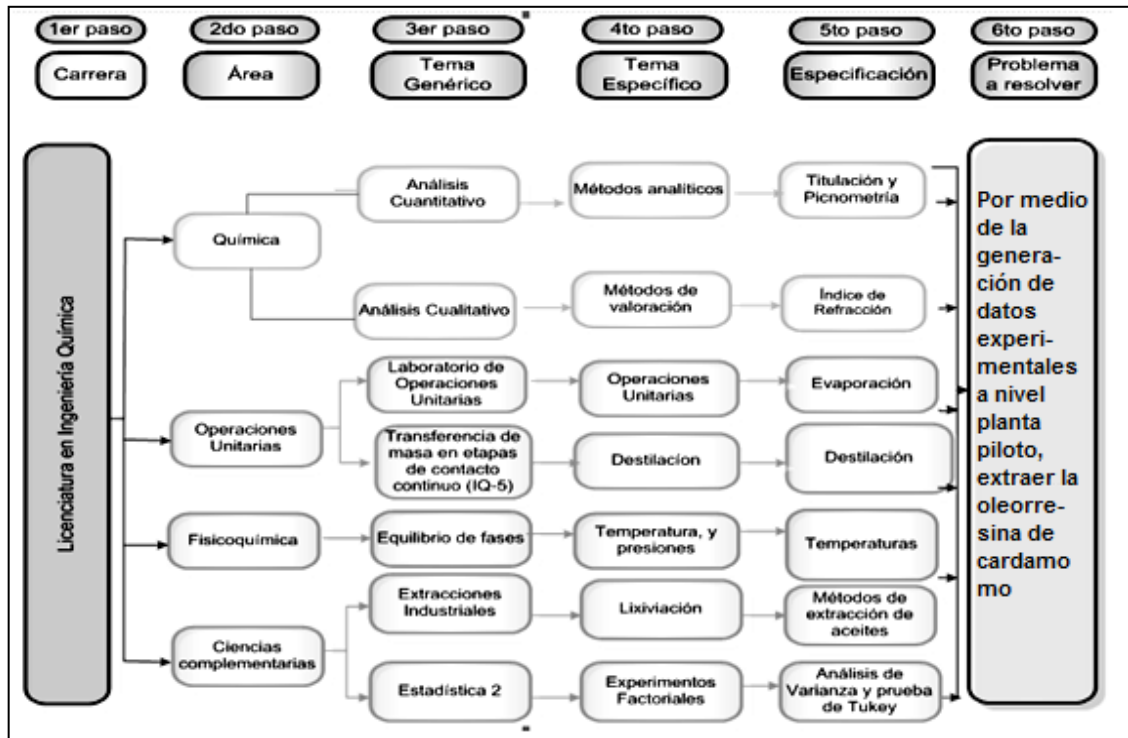 1er paso
2do paso
3er paso
4to paso
5to paso
6to paso
Carrera
Área
Tema
Genérico
Tema
Específico
Especificación
Problema
a resolver
Licenciatura en Ingeniería Química
Química
Análisis
Cuantitativo
Métodos analíticos
Titulación y
Picnometría
Análisis Cualitativo
Métodos de
valoración
Índice de
Refracción
Operaciones
Unitarias
Laboratorio de
Operaciones
Unitarias
Operaciones
Unitarias
Evaporación
Transferencia de
masa en etapas
de contacto
continuo (IQ-5)
Destilacíon
Destilación
Fisicoquímica
Equilibrio de fases
Temperatura, y
presiones
Temperaturas
Ciencias
complementarias
Extracciones
Industriales
Lixiviación
Métodos de
extracción de
aceites
Estadística 2
Experimentos
Factoriales
Análisis de
Varianza y prueba
de Tukey
Por medio
de la
genera-
ción de
datos
experi-
mentales
a nivel
planta
piloto,
extraer la
oleorre-
sina de
cardamo
mo